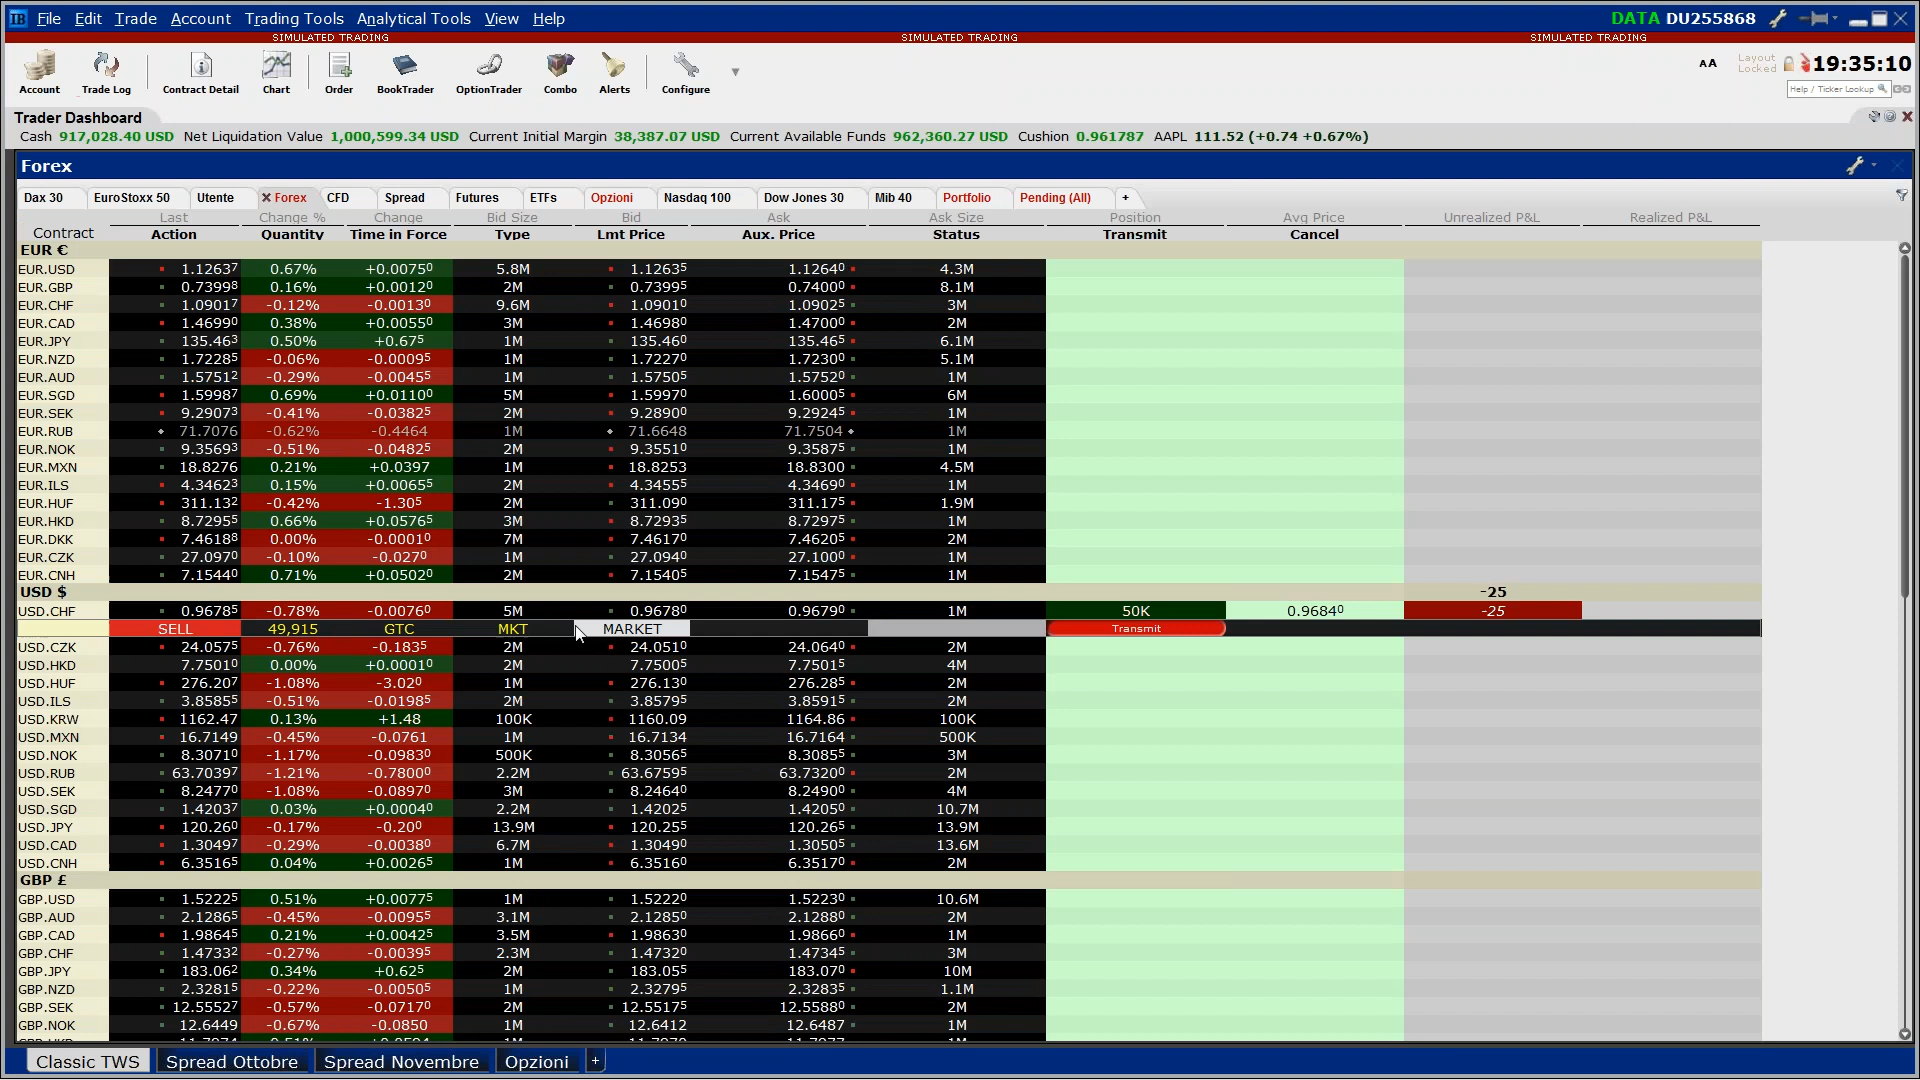 IB File Edit Trade Account Trading Tools Analytical Tools View Help DATA DU255868
SIMULATED TRADING SIMULATED TRADING SIMULATED TRADING
Account Trade Log Contract Detail Chart Order BookTrader OptionTrader Combo Alerts Configure AA Layout Locked 19:35:10
Help / Ticker Lookup
Trader Dashboard
Cash 917,028.40 USD Net Liquidation Value 1,000,599.34 USD Current Initial Margin 38,387.07 USD Current Available Funds 962,360.27 USD Cushion 0.961787 AAPL 111.52 (+0.74 +0.67%)
Forex
Dax 30 EuroStoxx 50 Utente X Forex CFD Spread Futures ETFs Opzioni Nasdaq 100 Dow Jones 30 Mib 40 Portfolio Pending (All) +
Last Change % Change Bid Size Bid Ask Ask Size Position Avg Price Unrealized P&L Realized P&L
Contract Action Quantity Time in Force Type Lmt Price Aux. Price Status Transmit Cancel
EUR €
EUR.USD 1.12637 0.67% +0.00750 5.8M 1.12635 1.12640 4.3M
EUR.GBP 0.73998 0.16% +0.00120 2M 0.73995 0.74000 8.1M
EUR.CHF 1.09017 -0.12% -0.00130 9.6M 1.09010 1.09025 3M
EUR.CAD 1.46990 0.38% +0.00550 3M 1.46980 1.47000 2M
EUR.JPY 135.463 0.50% +0.675 1M 135.460 135.465 6.1M
EUR.NZD 1.72285 -0.06% -0.00095 1M 1.72270 1.72300 5.1M
EUR.AUD 1.57512 -0.29% -0.00455 1M 1.57505 1.57520 1M
EUR.SGD 1.59987 0.69% +0.01100 5M 1.59970 1.60005 6M
EUR.SEK 9.29073 -0.41% -0.03825 2M 9.28900 9.29245 1M
EUR.RUB 71.7076 -0.62% -0.4464 1M 71.6648 71.7504 1M
EUR.NOK 9.35693 -0.51% -0.04825 2M 9.35510 9.35875 1M
EUR.MXN 18.8276 0.21% +0.0397 1M 18.8253 18.8300 4.5M
EUR.ILS 4.34623 0.15% +0.00655 2M 4.34555 4.34690 1M
EUR.HUF 311.132 -0.42% -1.305 2M 311.090 311.175 1.9M
EUR.HKD 8.72955 0.66% +0.05765 3M 8.72935 8.72975 1M
EUR.DKK 7.46188 0.00% -0.00010 7M 7.46170 7.46205 2M
EUR.CZK 27.0970 -0.10% -0.0270 1M 27.0940 27.1000 1M
EUR.CNH 7.15440 0.71% +0.05020 2M 7.15405 7.15475 1M
USD $ -25
USD.CHF 0.96785 -0.78% -0.00760 5M 0.96780 0.96790 1M 50K 0.96840 -25
SELL 49,915 GTC MKT MARKET Transmit
USD.CZK 24.0575 -0.76% -0.1835 2M 24.0510 24.0640 2M
USD.HKD 7.75010 0.00% +0.00010 2M 7.75005 7.75015 4M
USD.HUF 276.207 -1.08% -3.020 1M 276.130 276.285 2M
USD.ILS 3.85855 -0.51% -0.01985 2M 3.85795 3.85915 2M
USD.KRW 1162.47 0.13% +1.48 100K 1160.09 1164.86 100K
USD.MXN 16.7149 -0.45% -0.0761 1M 16.7134 16.7164 500K
USD.NOK 8.30710 -1.17% -0.09830 500K 8.30565 8.30855 3M
USD.RUB 63.70397 -1.21% -0.78000 2.2M 63.67595 63.73200 2M
USD.SEK 8.24770 -1.08% -0.08970 3M 8.24640 8.24900 4M
USD.SGD 1.42037 0.03% +0.00040 2.2M 1.42025 1.42050 10.7M
USD.JPY 120.260 -0.17% -0.200 13.9M 120.255 120.265 13.9M
USD.CAD 1.30497 -0.29% -0.00380 6.7M 1.30490 1.30505 13.6M
USD.CNH 6.35165 0.04% +0.00265 1M 6.35160 6.35170 2M
GBP £
GBP.USD 1.52225 0.51% +0.00775 1M 1.52220 1.52230 10.6M
GBP.AUD 2.12865 -0.45% -0.00955 3.1M 2.12850 2.12880 2M
GBP.CAD 1.98645 0.21% +0.00425 3.5M 1.98630 1.98660 1M
GBP.CHF 1.47332 -0.27% -0.00395 2.3M 1.47320 1.47345 3M
GBP.JPY 183.062 0.34% +0.625 2M 183.055 183.070 10M
GBP.NZD 2.32815 -0.22% -0.00505 1M 2.32795 2.32835 1.1M
GBP.SEK 12.55527 -0.57% -0.07170 2M 12.55175 12.55880 2M
GBP.NOK 12.6449 -0.67% -0.0850 1M 12.6412 12.6487 1M
Classic TWS Spread Ottobre Spread Novembre Opzioni +